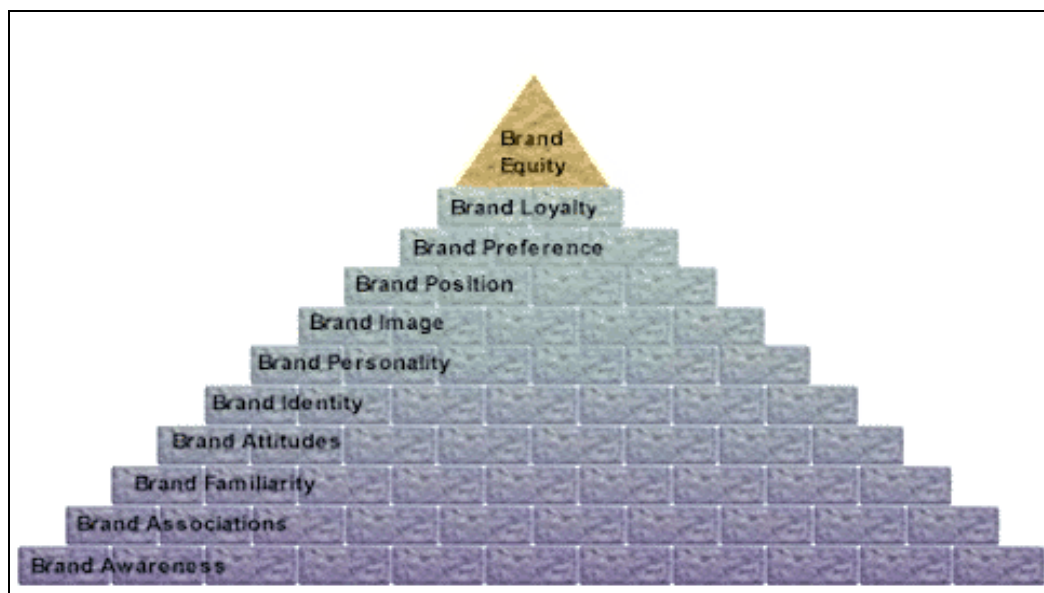 Brand
Equity
Brand Loyalty
Brand Preference
Brand Position
Brand Image
Brand Personality
Brand Identity
Brand Attitudes
Brand Familiarity
Brand Associations
Brand Awareness